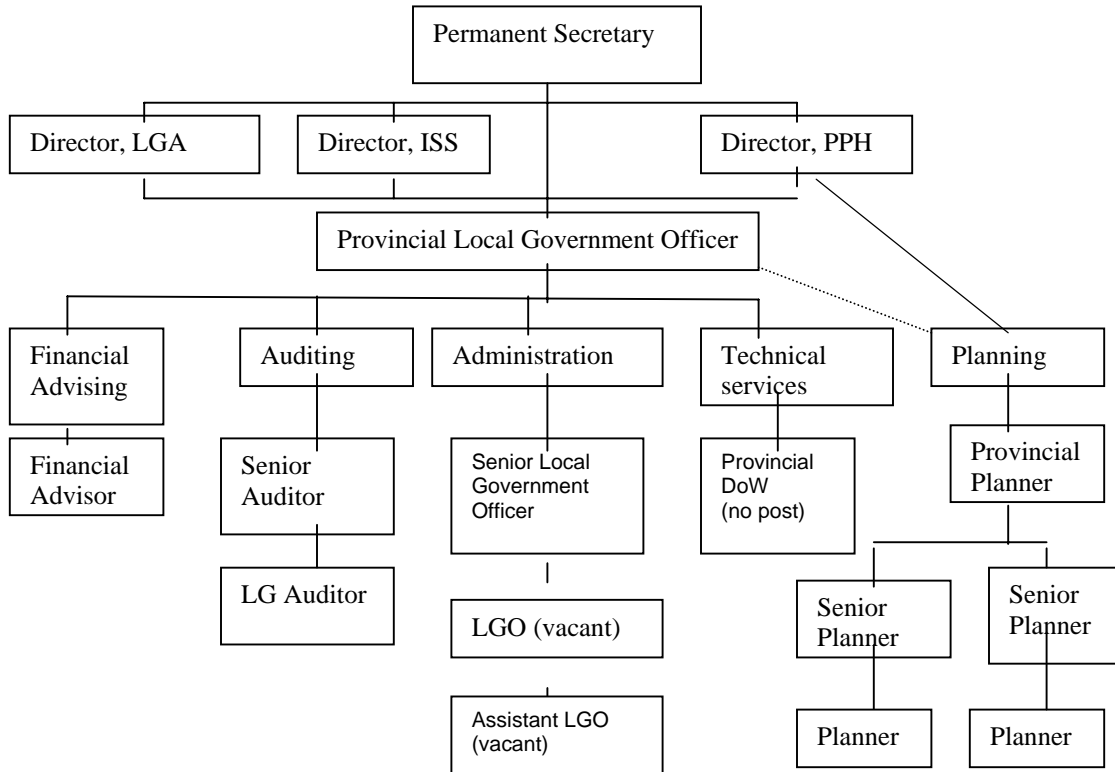 Permanent Secretary
Director, LGA
Director, ISS
Director, PPH
Provincial Local Government Officer
Financial
Advising
Auditing
Administration
Technical
services
Planning
Financial
Advisor
Senior
Auditor
Senior Local
Government
Officer
Provincial
DoW
(no post)
Provincial
Planner
LG Auditor
LGO (vacant)
Senior
Planner
Senior
Planner
Assistant LGO
(vacant)
Planner
Planner